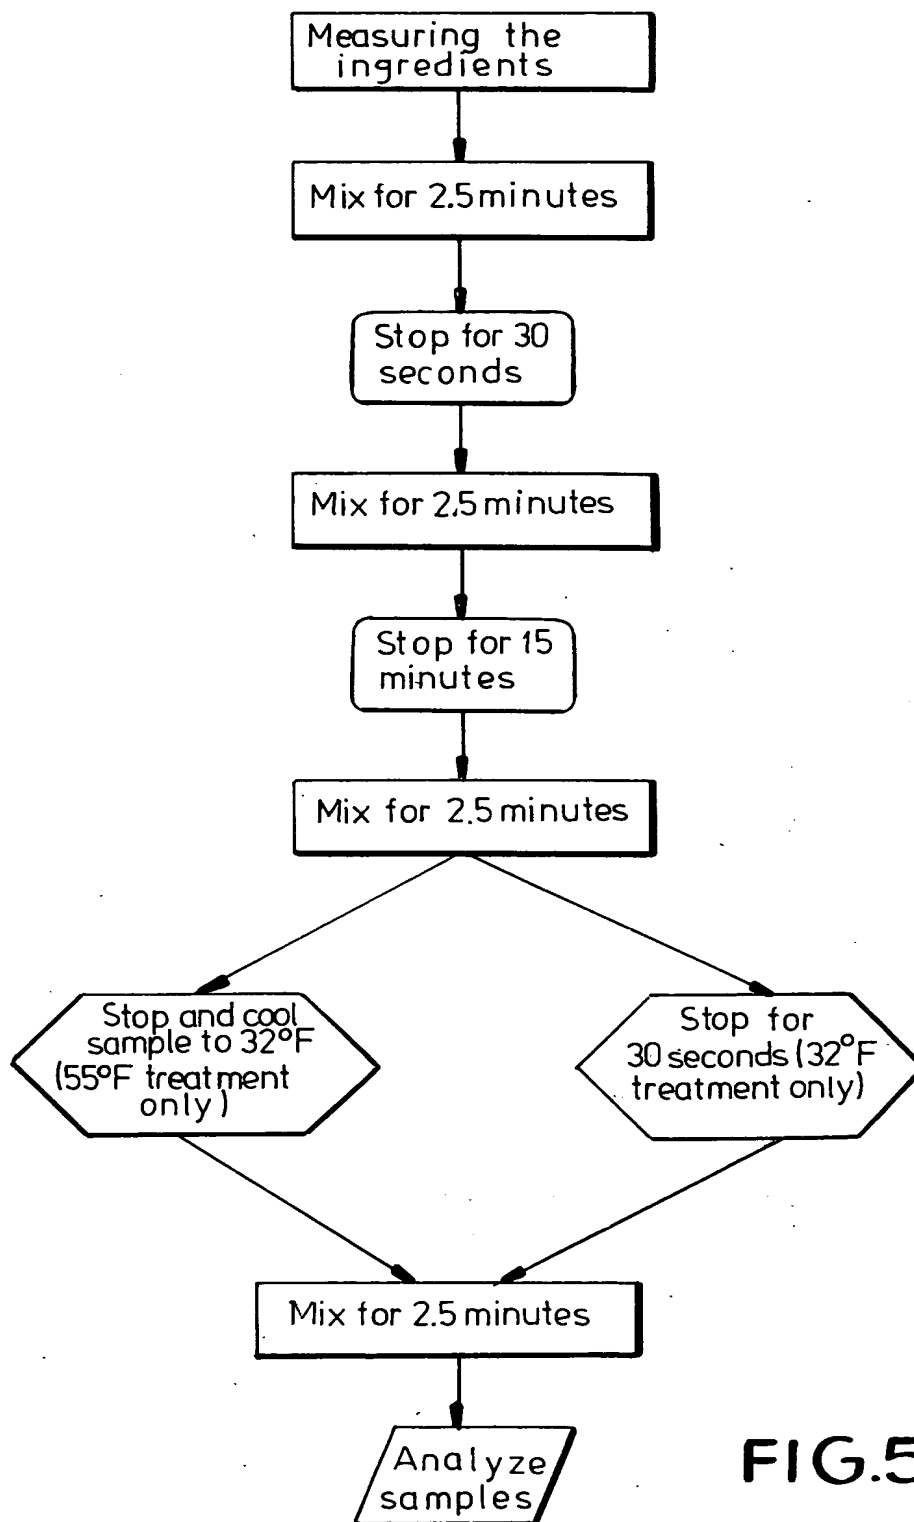 Measuring the
ingredients
Mix for 2.5 minutes
Stop for 30
seconds
Mix for 2.5 minutes
Stop for 15
minutes
Mix for 2.5 minutes
Stop and cool
sample to 32°F
(55°F treatment
only)
Stop for
30 seconds (32°F
treatment only)
Mix for 2.5 minutes
Analyze
samples
FIG.5